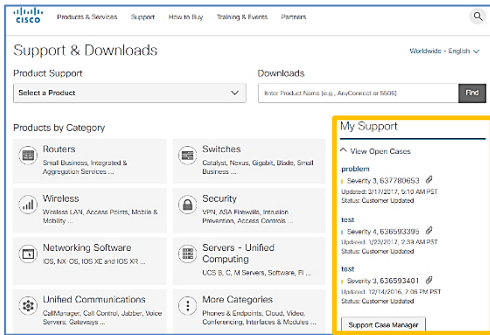 CISCO
Products & Services
Support
How to Buy
Training & Events
Partners
Support & Downloads
Worldwide - English
Product Support
Select a Product
Downloads
Enter Product Name (e.g., AnyConnect or 5506)
Find
Products by Category
Routers
Small Business, Integrated &
Aggregation Services ...
Switches
Catalyst, Nexus, Gigabit, Blade, Small
Business ...
Wireless
Wireless LAN, Access Points, Mobile &
Mobility ...
Security
VPN, ASA Firewalls, Intrusion
Prevention, Access Controls ...
Networking Software
IOS, NX-OS, IOS XE and IOS XR ...
Servers - Unified
Computing
UCS B, C, M Servers, Software, FI ...
Unified Communications
CallManager, Call Control, Jabber, Voice
Servers, Gateways ...
More Categories
Phones & Endpoints, Cloud, Video,
Conferencing, Interfaces & Modules ...
My Support
View Open Cases
problem
Severity 3, 637780653
Updated: 3/17/2017, 5:10 AM PST
Status: Customer Updated
test
Severity 4, 636593395
Updated: 1/23/2017, 2:39 AM PST
Status: Customer Updated
test
Severity 3, 636593401
Updated: 12/14/2016, 7:06 PM PST
Status: Customer Updated
Support Case Manager